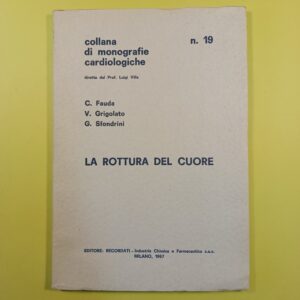 collana n. 19
di monografie
cardiologiche
diretta dal Prof. Luigi Villa
C. Fauda
V. Grigolato
G. Sfondrini
LA ROTTURA DEL CUORE
EDITORE: RECORDATI - Industria Chimica e Farmaceutica s.a.s.
MILANO, 1967